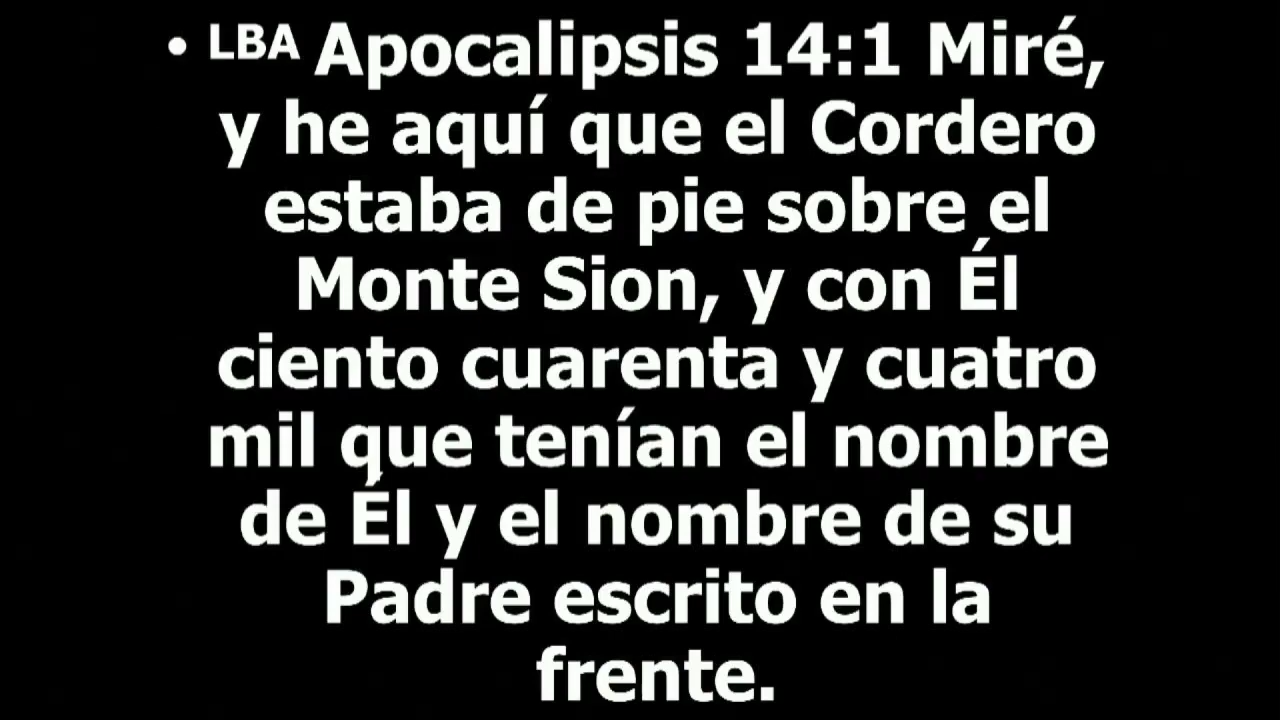 • LBA Apocalipsis 14:1 Miré,
y he aquí que el Cordero
estaba de pie sobre el
Monte Sion, y con Él
ciento cuarenta y cuatro
mil que tenían el nombre
de Él y el nombre de su
Padre escrito en la
frente.